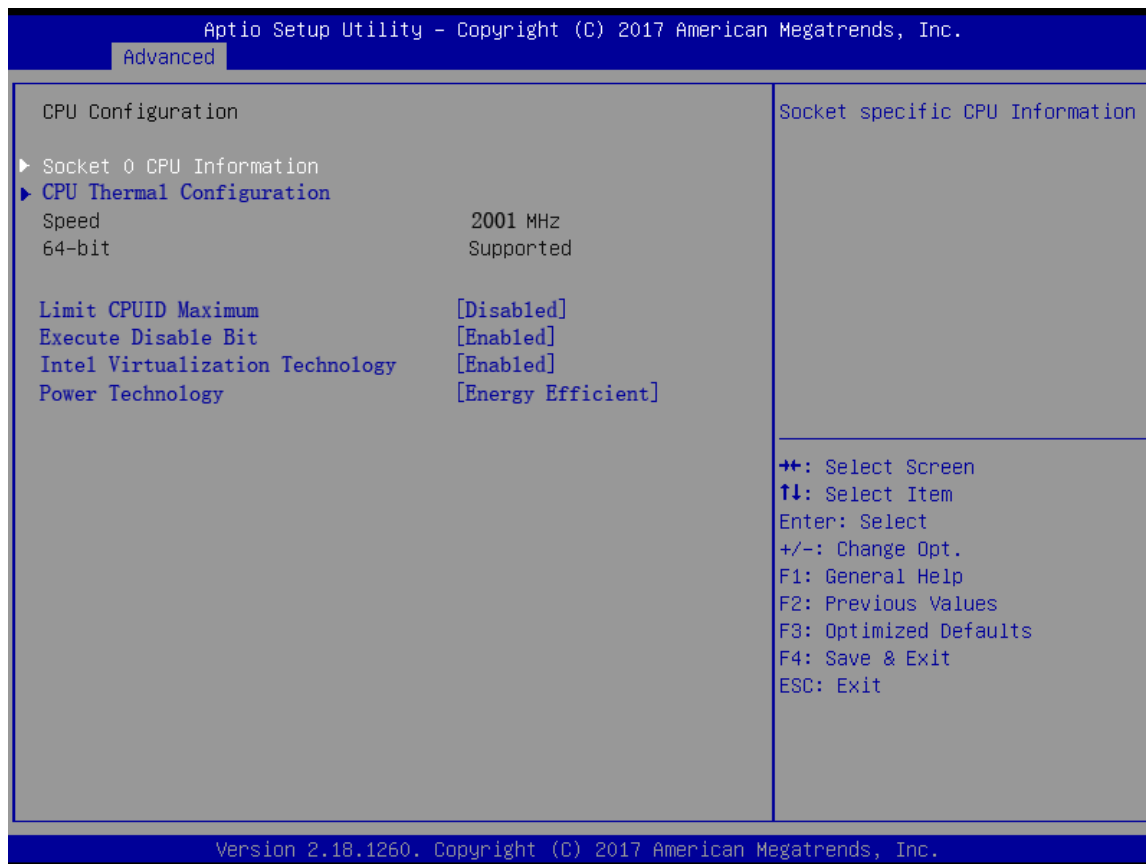 Aptio Setup Utility – Copyright (C) 2017 American Megatrends, Inc.
Advanced
CPU Configuration
Socket 0 CPU Information
CPU Thermal Configuration
Speed 2001 MHz
64-bit Supported
Limit CPUID Maximum [Disabled]
Execute Disable Bit [Enabled]
Intel Virtualization Technology [Enabled]
Power Technology [Energy Efficient]
Socket specific CPU Information
→←: Select Screen
↑↓: Select Item
Enter: Select
+/-: Change Opt.
F1: General Help
F2: Previous Values
F3: Optimized Defaults
F4: Save & Exit
ESC: Exit
Version 2.18.1260. Copyright (C) 2017 American Megatrends, Inc.